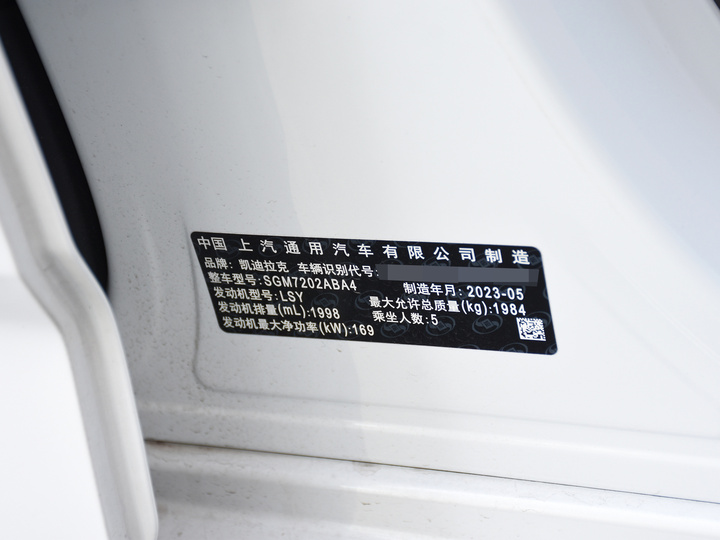 中国 上汽通用汽车有限公司制造
品牌: 凯迪拉克 车辆识别代号:
整车型号:SGM7202ABA4 制造年月: 2023-05
发动机型号:LSY 最大允许总质量(kg):1984
发动机排量(mL):1998 乘坐人数:5
发动机最大净功率(kW):169